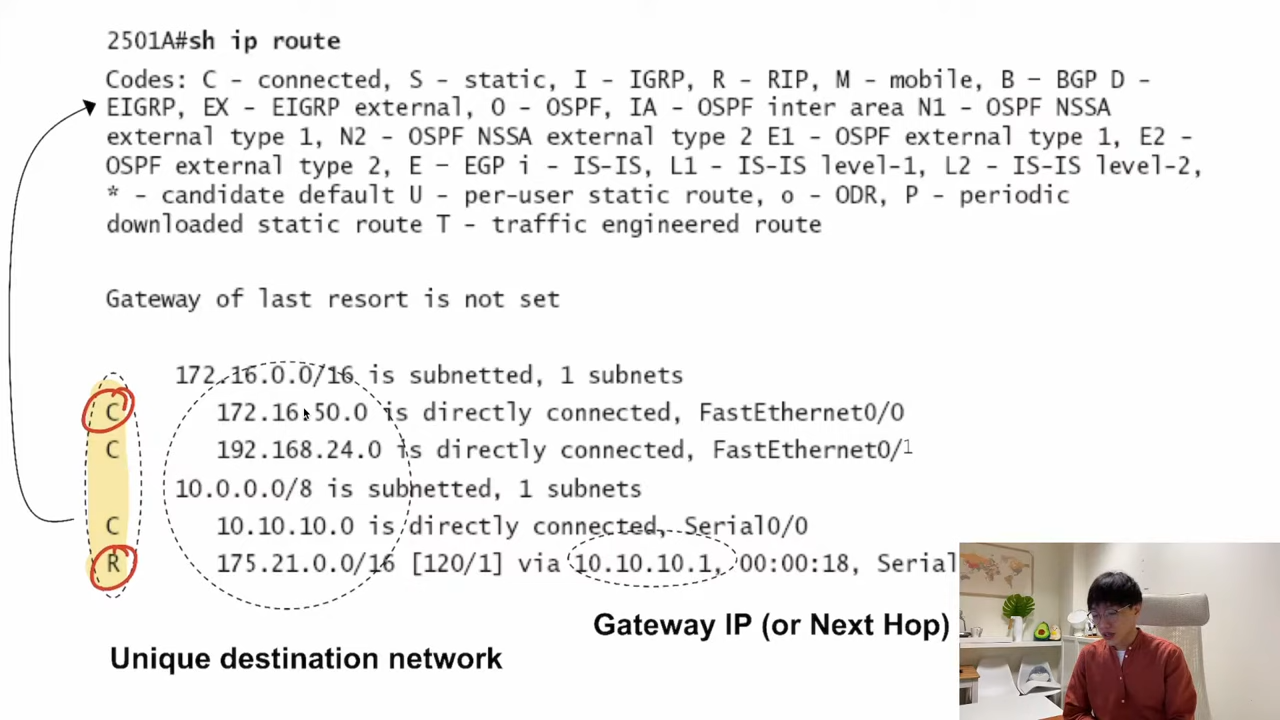 2501A#sh ip route
Codes: C - connected, S - static, I - IGRP, R - RIP, M - mobile, B – BGP D -
EIGRP, EX - EIGRP external, O - OSPF, IA - OSPF inter area N1 - OSPF NSSA
external type 1, N2 - OSPF NSSA external type 2 E1 - OSPF external type 1, E2 -
OSPF external type 2, E – EGP i - IS-IS, L1 - IS-IS level-1, L2 - IS-IS level-2,
* - candidate default U - per-user static route, o - ODR, P - periodic
downloaded static route T - traffic engineered route
Gateway of last resort is not set
172.16.0.0/16 is subnetted, 1 subnets
C 172.16.50.0 is directly connected, FastEthernet0/0
C 192.168.24.0 is directly connected, FastEthernet0/1
10.0.0.0/8 is subnetted, 1 subnets
C 10.10.10.0 is directly connected, Serial0/0
R 175.21.0.0/16 [120/1] via 10.10.10.1, 00:00:18, Serial
Gateway IP (or Next Hop)
Unique destination network